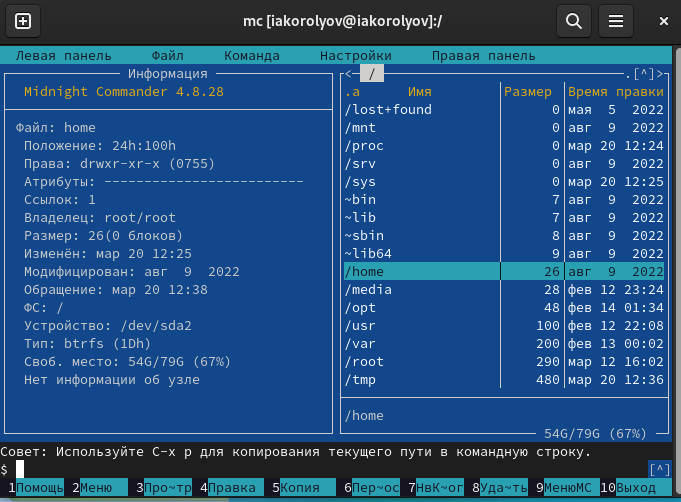 mc [iakorolyov@iakorolyov]:/
Левая панель Файл Команда Настройки Правая панель
Информация
Midnight Commander 4.8.28
Файл: home
Положение: 24h:100h
Права: drwxr-xr-x (0755)
Атрибуты: -------------------------
Ссылок: 1
Владелец: root/root
Размер: 26(0 блоков)
Изменён: мар 20 12:25
Модифицирован: авг 9 2022
Обращение: мар 20 12:38
ФС: /
Устройство: /dev/sda2
Тип: btrfs (1Dh)
Своб. место: 54G/79G (67%)
Нет информации об узле
<─ / .[^]>
.а Имя Размер Время правки
/lost+found 0 мая 5 2022
/mnt 0 авг 9 2022
/proc 0 мар 20 12:24
/srv 0 авг 9 2022
/sys 0 мар 20 12:25
~bin 7 авг 9 2022
~lib 7 авг 9 2022
~sbin 8 авг 9 2022
~lib64 9 авг 9 2022
/home 26 авг 9 2022
/media 28 фев 12 23:24
/opt 48 фев 14 01:34
/usr 100 фев 12 22:08
/var 200 фев 13 00:02
/root 290 мар 12 16:02
/tmp 480 мар 20 12:36
/home
54G/79G (67%)
Совет: Используйте C-x p для копирования текущего пути в командную строку.
$ [^]
1Помощь 2Меню 3Про~тр 4Правка 5Копия 6Пер~ос 7НвК~ог 8Уда~ть 9МенюMC 10Выход